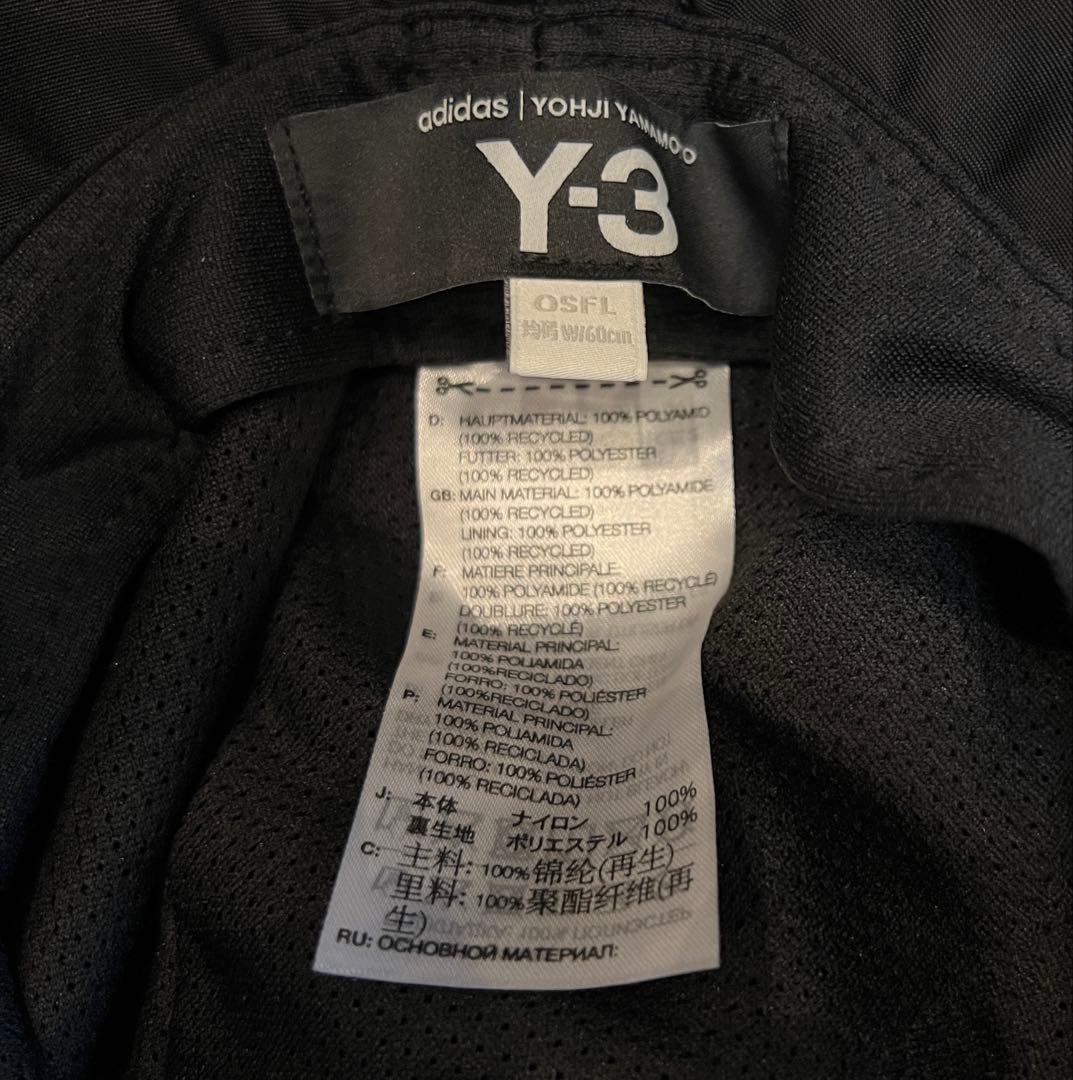 adidas | YOHJI YAMAMOTO
Y-3
OSFL
均码 W/60cm
D: HAUPTMATERIAL: 100% POLYAMID
(100% RECYCLED)
FUTTER: 100% POLYESTER
(100% RECYCLED)
GB: MAIN MATERIAL: 100% POLYAMIDE
(100% RECYCLED)
LINING: 100% POLYESTER
(100% RECYCLED)
F: MATIERE PRINCIPALE:
100% POLYAMIDE (100% RECYCLÉ)
DOUBLURE: 100% POLYESTER
(100% RECYCLÉ)
E: MATERIAL PRINCIPAL:
100% POLIAMIDA
(100%RECICLADO)
FORRO: 100% POLIÉSTER
(100%RECICLADO)
P: MATERIAL PRINCIPAL:
100% POLIAMIDA
(100% RECICLADA)
FORRO: 100% POLIÉSTER
(100% RECICLADA)
J: 本体 ナイロン 100%
裏生地 ポリエステル 100%
C: 主料: 100%锦纶(再生)
里料: 100%聚酯纤维(再
生)
RU: ОСНОВНОЙ МАТЕРИАЛ: